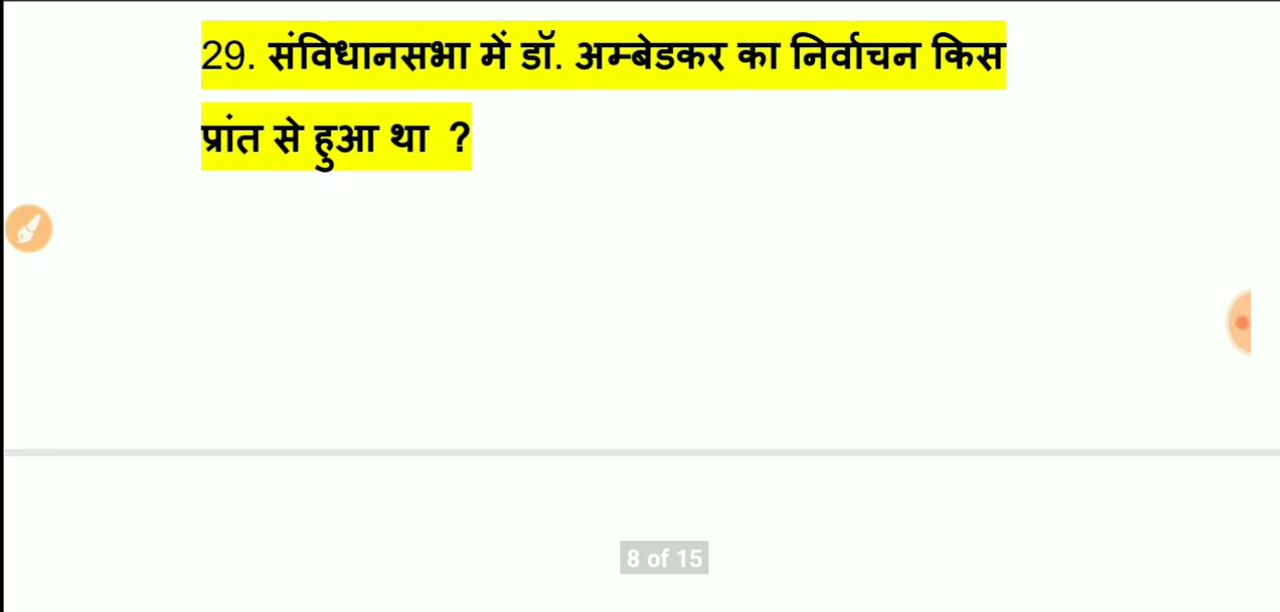 29. संविधानसभा में डॉ. अम्बेडकर का निर्वाचन किस
प्रांत से हुआ था ?
8 of 15